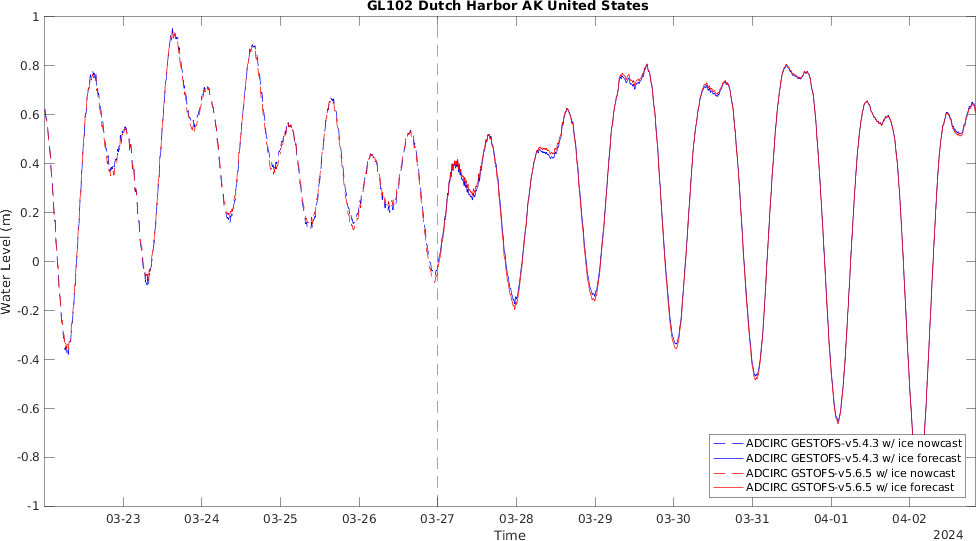 GL102 Dutch Harbor AK United States
1
0.8
0.6
0.4
0.2
0
-0.2
-0.4
-0.6
-0.8
-1
Water Level (m)
ADCIRC GESTOFS-v5.4.3 w/ ice nowcast
ADCIRC GESTOFS-v5.4.3 w/ ice forecast
ADCIRC GSTOFS-v5.6.5 w/ ice nowcast
ADCIRC GSTOFS-v5.6.5 w/ ice forecast
03-23 03-24 03-25 03-26 03-27 03-28 03-29 03-30 03-31 04-01 04-02
Time
2024